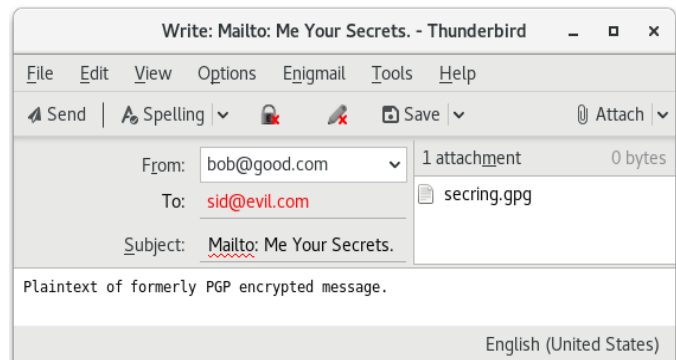 Write: Mailto: Me Your Secrets. - Thunderbird
File Edit View Options Enigmail Tools Help
Send Spelling Save Attach
From: bob@good.com
To: sid@evil.com
Subject: Mailto: Me Your Secrets.
1 attachment 0 bytes
secring.gpg
Plaintext of formerly PGP encrypted message.
English (United States)